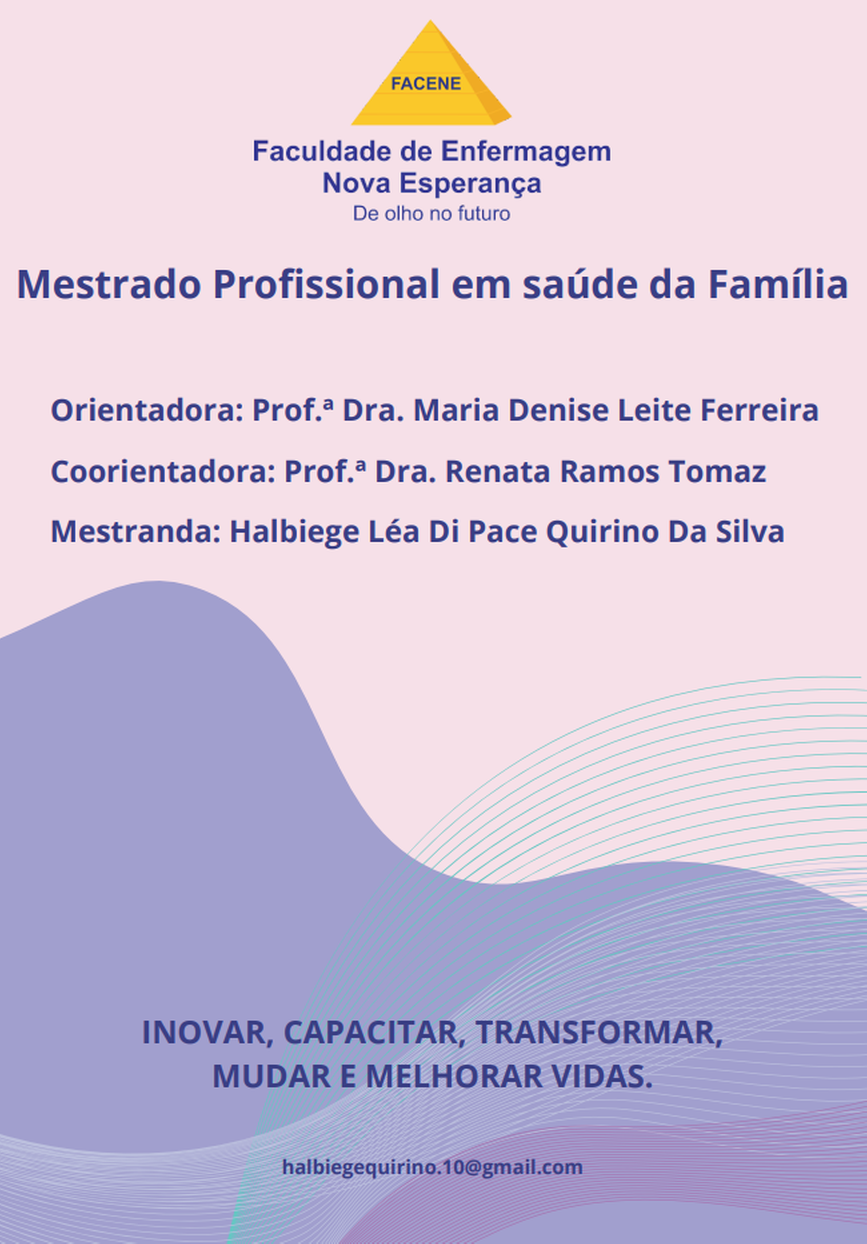 FACENE
Faculdade de Enfermagem
Nova Esperança
De olho no futuro
Mestrado Profissional em saúde da Família
Orientadora: Prof.ª Dra. Maria Denise Leite Ferreira
Coorientadora: Prof.ª Dra. Renata Ramos Tomaz
Mestranda: Halbiege Léa Di Pace Quirino Da Silva
INOVAR, CAPACITAR, TRANSFORMAR,
MUDAR E MELHORAR VIDAS.
halbiegequirino.10@gmail.com